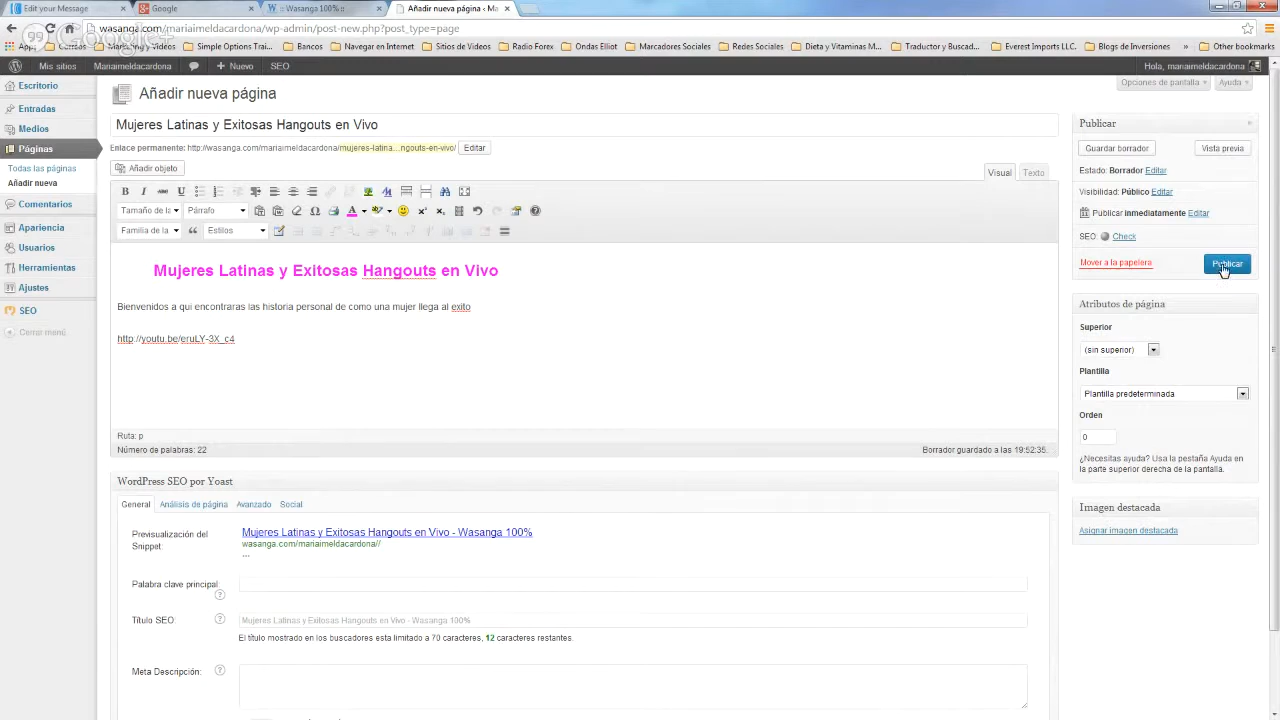 Edit your Message
Google
:: Wasanga 100% ::
Añadir nueva página ‹ Ma
wasanga.com/mariaimeldacardona/wp-admin/post-new.php?post_type=page
Google+
Apps
Cursos
Simple Options Trai...
Bancos
Navegar en Internet
Sitios de Videos
Radio Forex
Ondas Elliot
Marcadores Sociales
Redes Sociales
Dieta y Vitaminas M...
Traductor y Buscad...
Everest Imports LLC.
Blogs de Inversiones
»
Other bookmarks
Mis sitios
Mariaimeldacardona
Nuevo
SEO
Hola, mariaimeldacardona
Escritorio
Entradas
Medios
Páginas
Todas las páginas
Añadir nueva
Comentarios
Apariencia
Usuarios
Herramientas
Ajustes
SEO
Cerrar menú
Añadir nueva página
Opciones de pantalla
Ayuda
Mujeres Latinas y Exitosas Hangouts en Vivo
Enlace permanente: http://wasanga.com/mariaimeldacardona/mujeres-latina...ngouts-en-vivo/ Editar
Añadir objeto
Visual
Texto
B I ABC U
Tamaño de la
Párrafo
Familia de la
Estilos
Mujeres Latinas y Exitosas Hangouts en Vivo
Bienvenidos a qui encontraras las historia personal de como una mujer llega al exito
http://youtu.be/eruLY-3X_c4
Ruta: p
Número de palabras: 22
Borrador guardado a las 19:52:35.
WordPress SEO por Yoast
General
Análisis de página
Avanzado
Social
Previsualización del
Snippet:
Mujeres Latinas y Exitosas Hangouts en Vivo - Wasanga 100%
wasanga.com/mariaimeldacardona//
...
Palabra clave principal:
?
Título SEO:
?
Mujeres Latinas y Exitosas Hangouts en Vivo - Wasanga 100%
El título mostrado en los buscadores esta limitado a 70 caracteres, 12 caracteres restantes.
Meta Descripción:
?
Publicar
Guardar borrador
Vista previa
Estado: Borrador Editar
Visibilidad: Público Editar
Publicar inmediatamente Editar
SEO: Check
Mover a la papelera
Publicar
Atributos de página
Superior
(sin superior)
Plantilla
Plantilla predeterminada
Orden
0
¿Necesitas ayuda? Usa la pestaña Ayuda en
la parte superior derecha de la pantalla.
Imagen destacada
Asignar imagen destacada